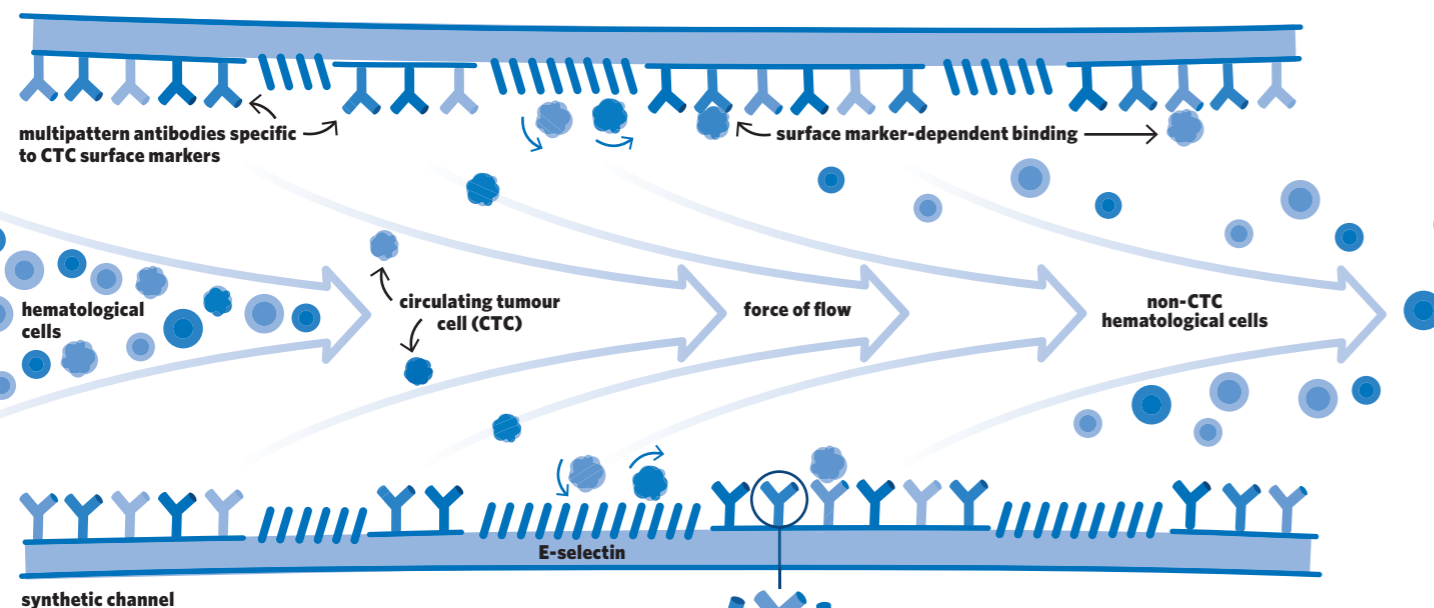 multipattern antibodies specific
to CTC surface markers
surface marker-dependent binding
hematological
cells
circulating tumour
cell (CTC)
force of flow
non-CTC
hematological cells
E-selectin
synthetic channel